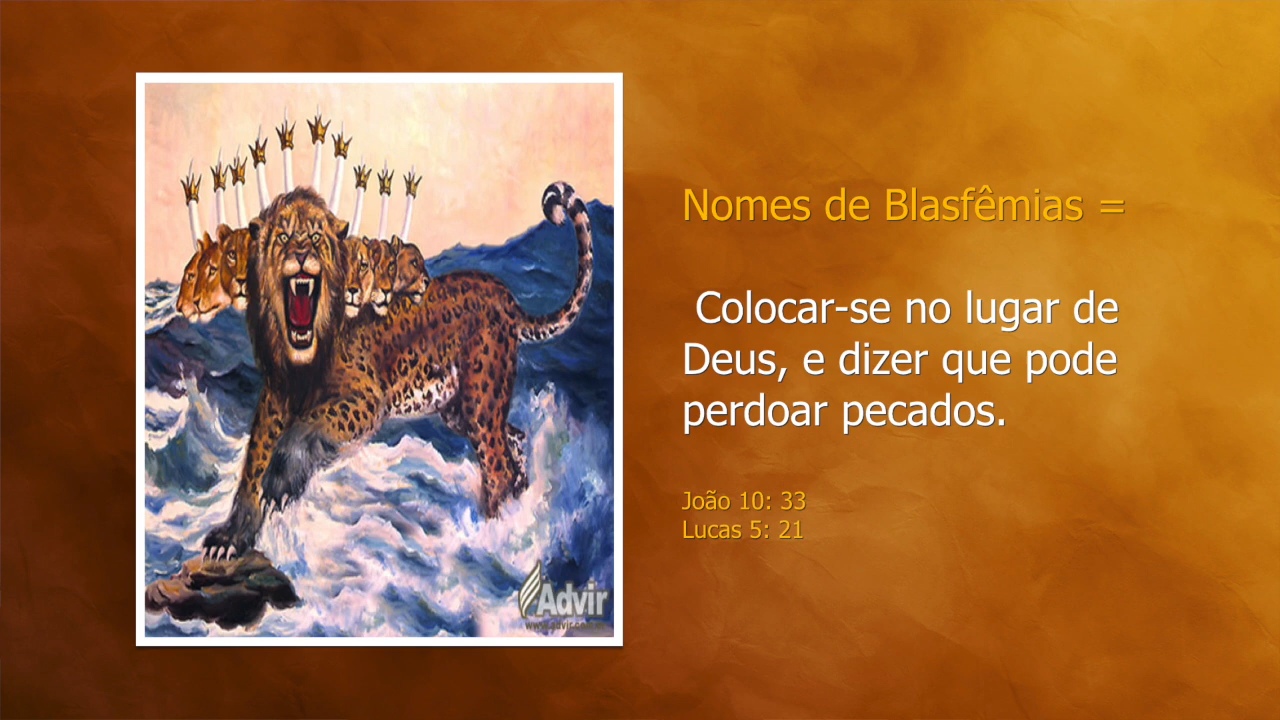 Nomes de Blasfêmias =
Colocar-se no lugar de
Deus, e dizer que pode
perdoar pecados.
João 10: 33
Lucas 5: 21
Advir